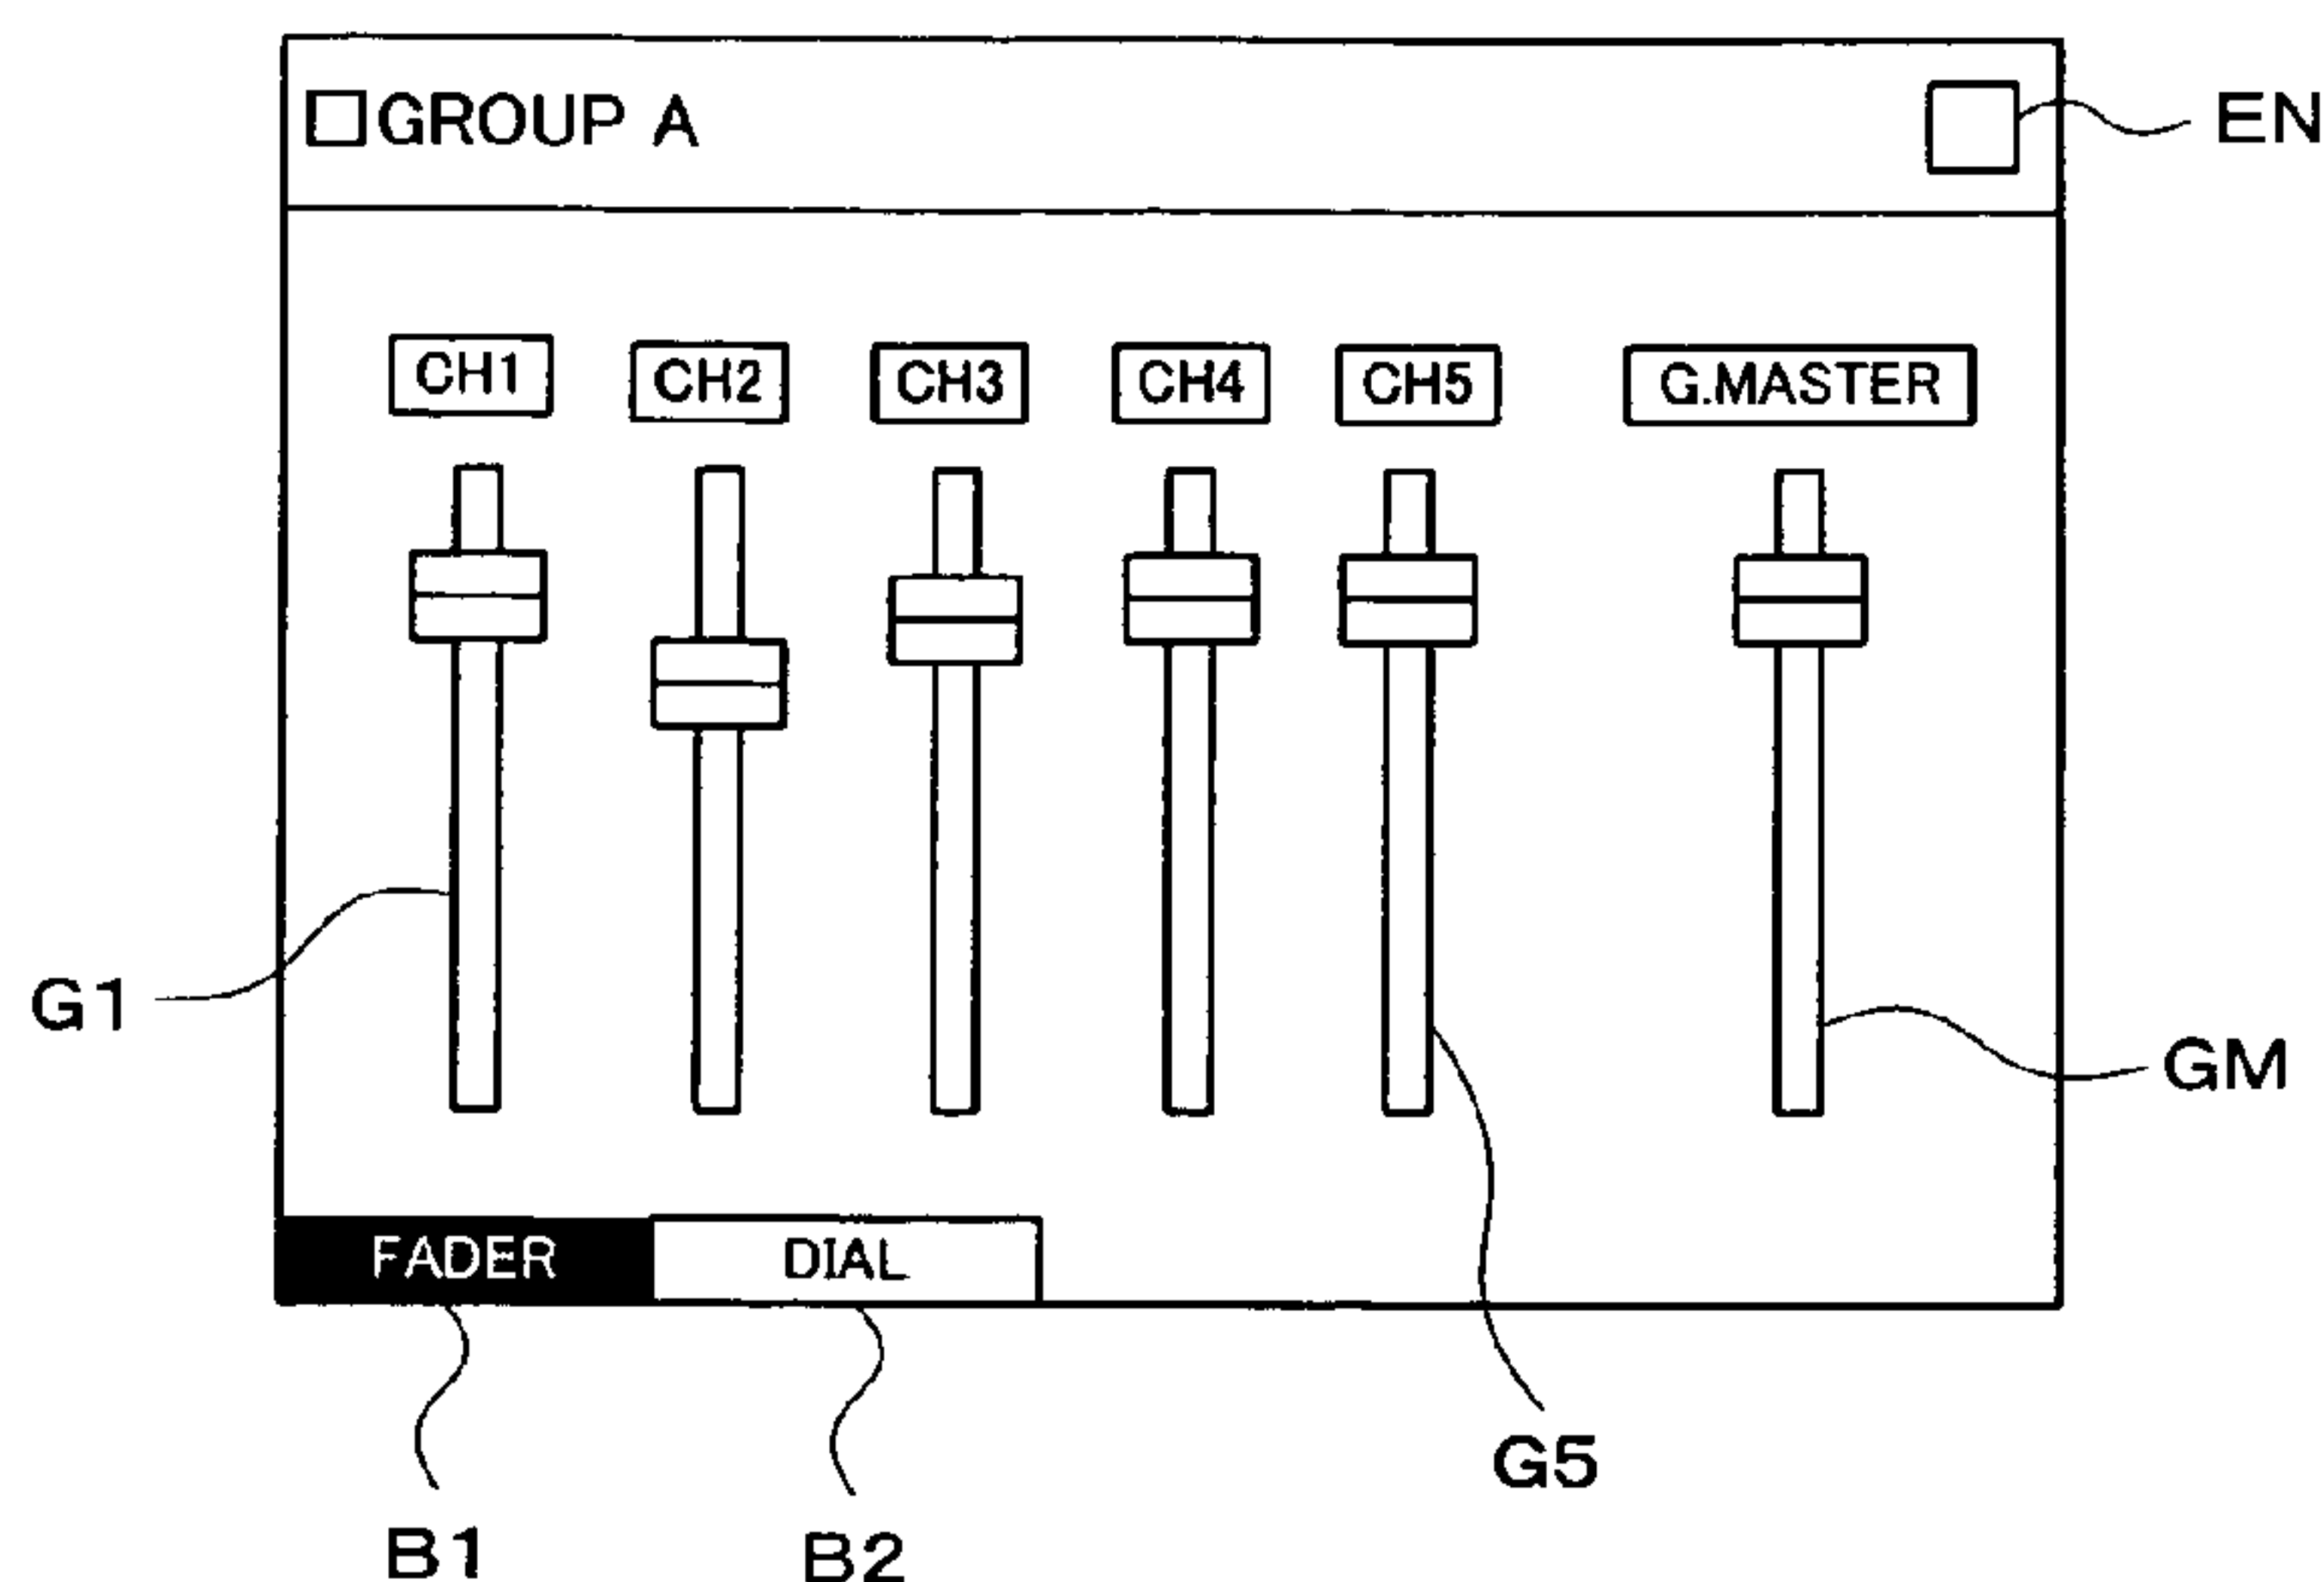 GROUP A
EN
CH1 CH2 CH3 CH4 CH5 G.MASTER
G1
GM
FADER DIAL
G5
B1 B2